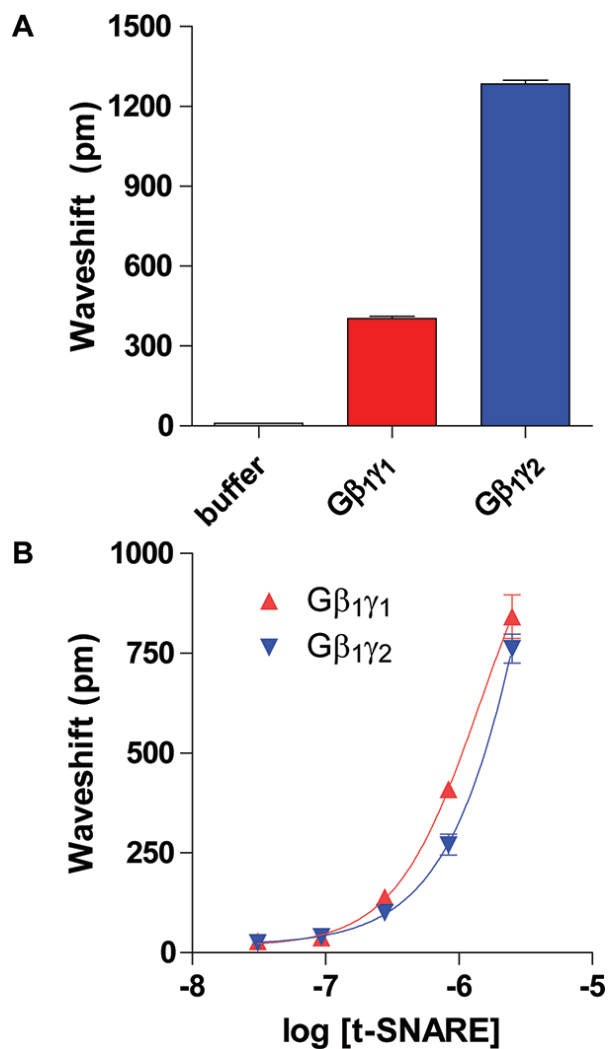 A
Waveshift (pm)
1500
1200
900
600
300
0
buffer
Gβ₁γ₁
Gβ₁γ₂
B
Waveshift (pm)
1000
750
500
250
0
Gβ₁γ₁
Gβ₁γ₂
-8
-7
-6
-5
log [t-SNARE]